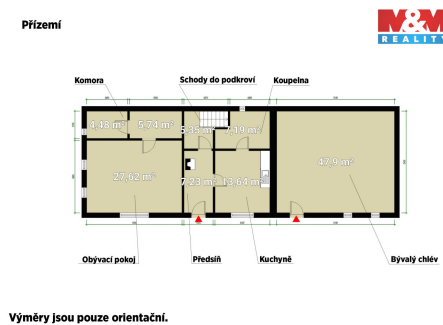 Přízemí
M&M
REALITY
Komora
Schody do podkroví
Koupelna
4,48 m²
5,74 m²
5,35 m²
7,19 m²
47,9 m²
27,62 m²
7,23 m²
13,64 m²
Obývací pokoj
Předsíň
Kuchyně
Bývalý chlév
Výměry jsou pouze orientační.